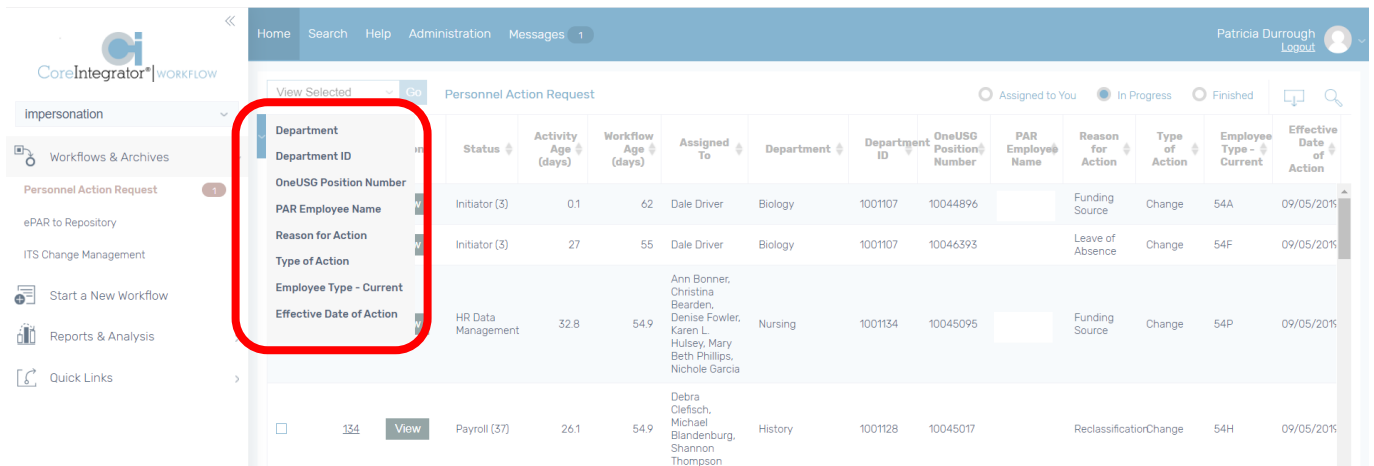 Ci
CoreIntegrator®|WORKFLOW
impersonation
Workflows & Archives
Personnel Action Request 1
ePAR to Repository
ITS Change Management
Start a New Workflow
Reports & Analysis
Quick Links
Home Search Help Administration Messages 1
Patricia Durrough
Logout
View Selected Go Personnel Action Request
Assigned to You In Progress Finished
Department
Department ID
OneUSG Position Number
PAR Employee Name
Reason for Action
Type of Action
Employee Type - Current
Effective Date of Action
Status
Activity
Age
(days)
Workflow
Age
(days)
Assigned
To
Department
Department
ID
OneUSG
Position
Number
PAR
Employee
Name
Reason
for
Action
Type
of
Action
Employee
Type -
Current
Effective
Date
of
Action
Initiator (3) 0.1 62 Dale Driver Biology 1001107 10044896
Funding
Source
Change 54A 09/05/2019
Initiator (3) 27 55 Dale Driver Biology 1001107 10046393
Leave of
Absence
Change 54F 09/05/2019
HR Data
Management
32.8 54.9
Ann Bonner,
Christina
Bearden,
Denise Fowler,
Karen L.
Hulsey, Mary
Beth Phillips,
Nichole Garcia
Nursing 1001134 10045095
Funding
Source
Change 54P 09/05/2019
134 View Payroll (37) 26.1 54.9
Debra
Clefisch,
Michael
Blandenburg,
Shannon
Thompson
History 1001128 10045017 Reclassification Change 54H 09/05/2019